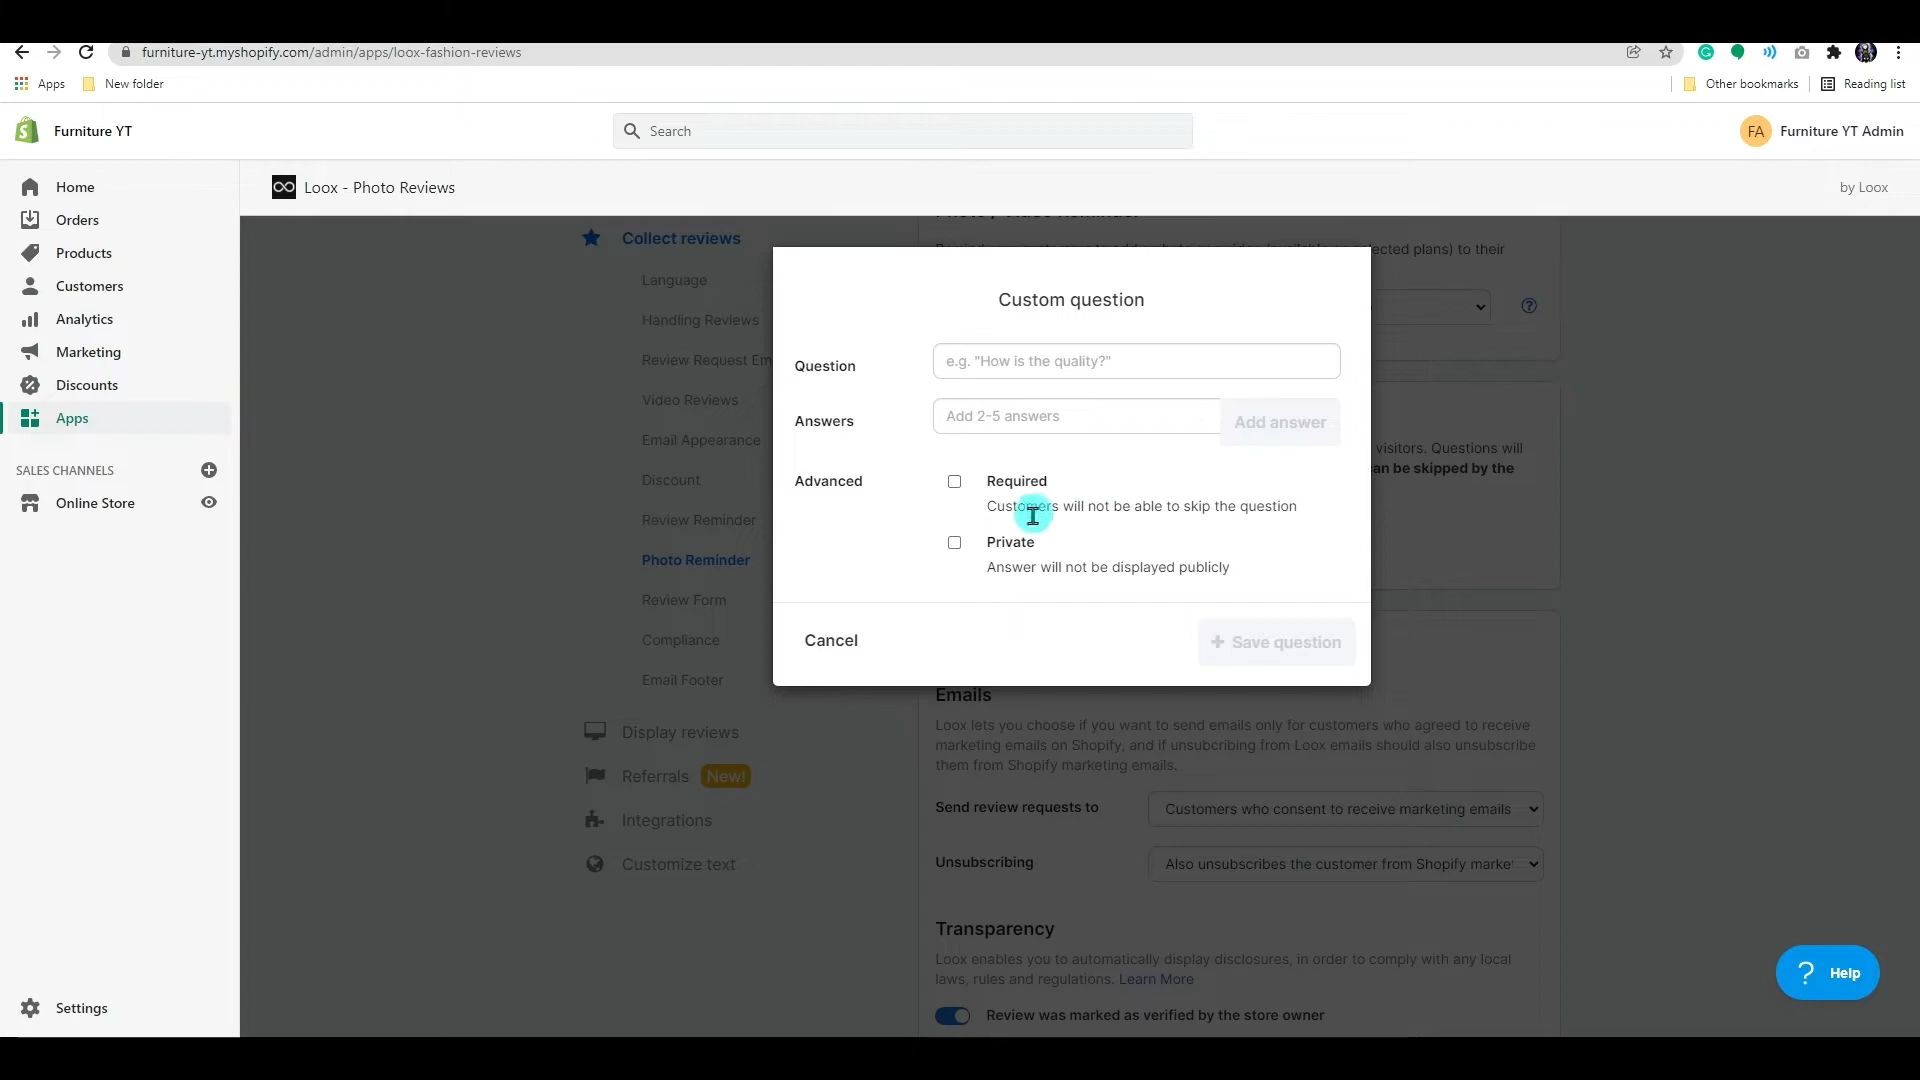 furniture-yt.myshopify.com/admin/apps/loox-fashion-reviews
Apps
New folder
Other bookmarks
Reading list
Furniture YT
Search
FA
Furniture YT Admin
Home
Orders
Products
Customers
Analytics
Marketing
Discounts
Apps
SALES CHANNELS
Online Store
Settings
Loox - Photo Reviews
by Loox
Collect reviews
Language
Handling Reviews
Review Request Em
Video Reviews
Email Appearance
Discount
Review Reminder
Photo Reminder
Review Form
Compliance
Email Footer
Display reviews
Referrals New!
Integrations
Customize text
ected plans) to their
visitors. Questions will
an be skipped by the
Custom question
Question
e.g. "How is the quality?"
Answers
Add 2-5 answers
Add answer
Advanced
Required
Customers will not be able to skip the question
Private
Answer will not be displayed publicly
Cancel
+ Save question
Emails
Loox lets you choose if you want to send emails only for customers who agreed to receive
marketing emails on Shopify, and if unsubcribing from Loox emails should also unsubscribe
them from Shopify marketing emails.
Send review requests to
Customers who consent to receive marketing emails
Unsubscribing
Also unsubscribes the customer from Shopify market
Transparency
Loox enables you to automatically display disclosures, in order to comply with any local
laws, rules and regulations. Learn More
Review was marked as verified by the store owner
? Help